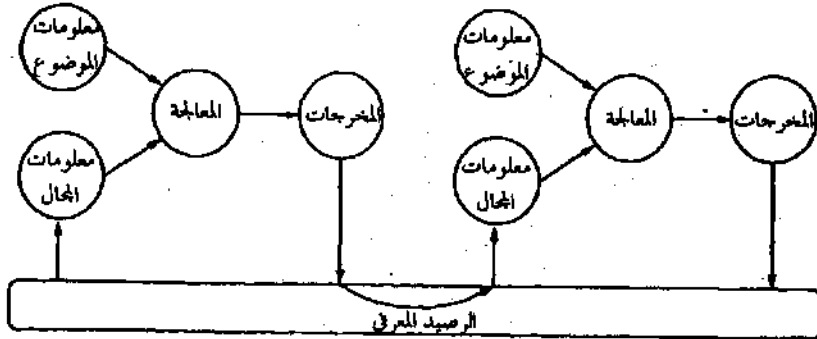 معلومات
الموضوع
معلومات
الموضوع
المعالجة
المخرجات
المعالجة
المخرجات
معلومات
المجال
معلومات
المجال
الرصيد المعرفي